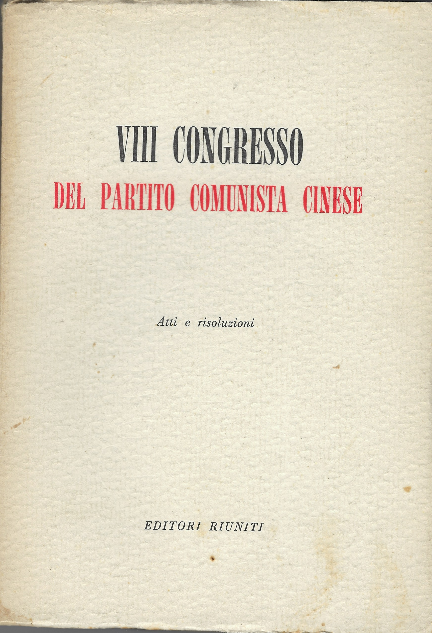 VIII CONGRESSO
DEL PARTITO COMUNISTA CINESE
Atti e risoluzioni
EDITORI RIUNITI